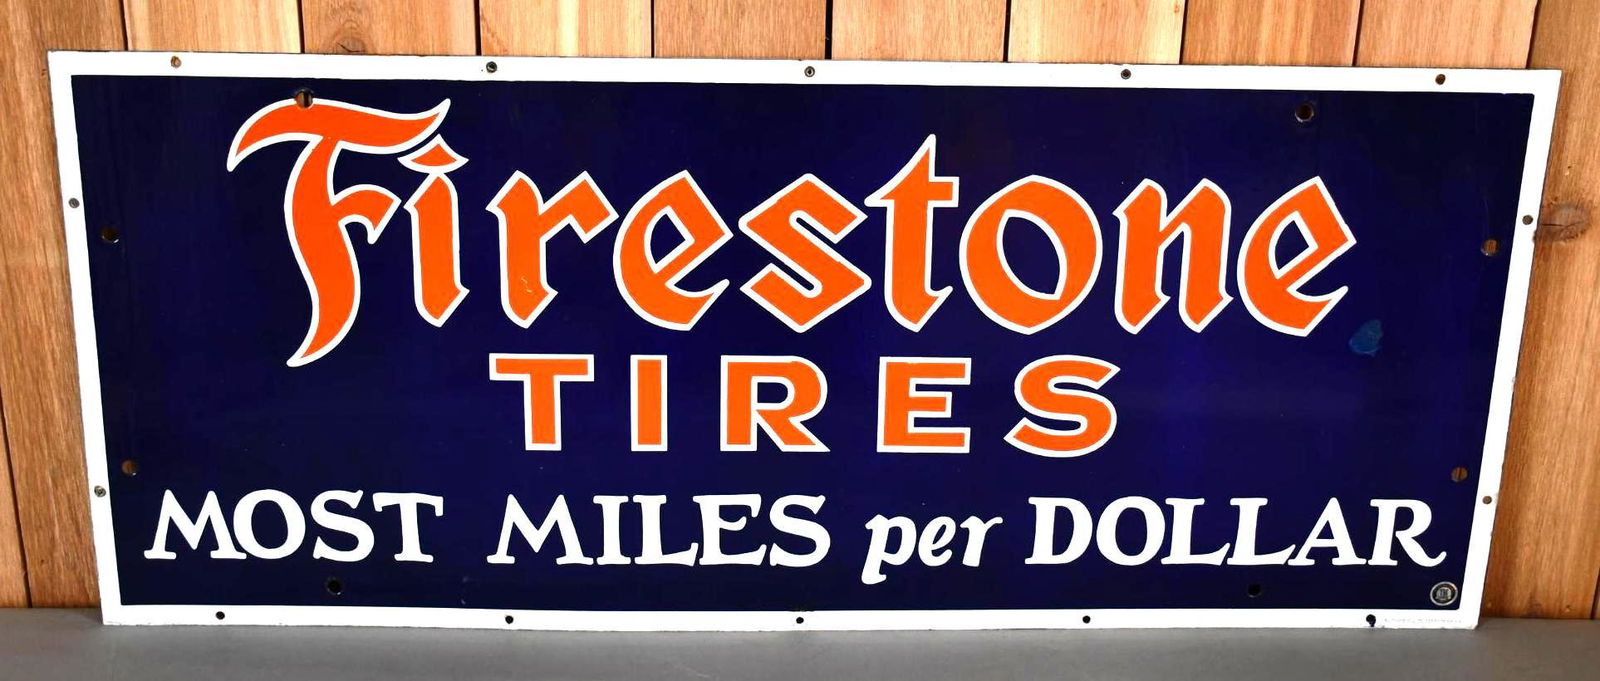 Firestone
TIRES
MOST MILES per DOLLAR